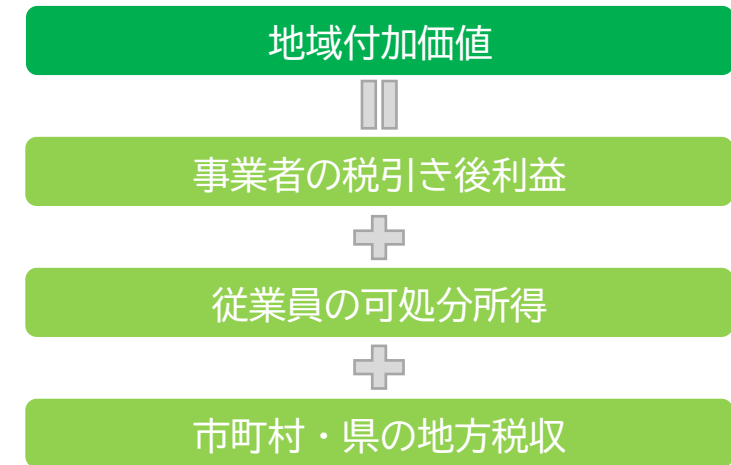 地域付加価値
事業者の税引き後利益
従業員の可処分所得
市町村・県の地方税収